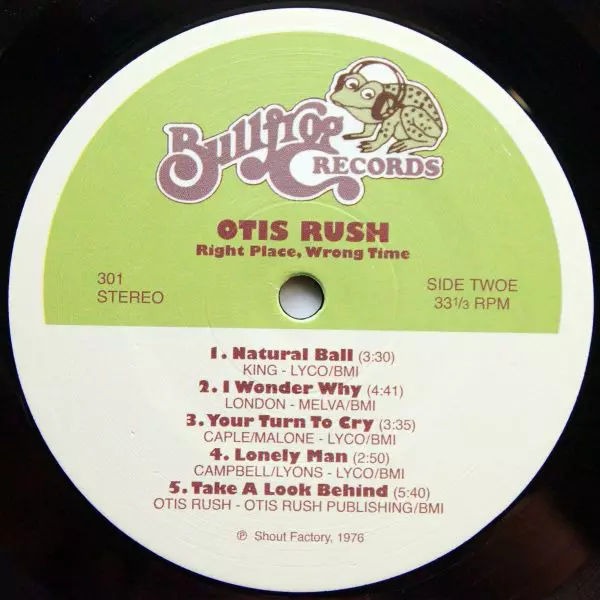 Bullfrog
RECORDS
OTIS RUSH
Right Place, Wrong Time
301
STEREO
SIDE TWOE
33 1/3 RPM
1. Natural Ball (3:30)
KING - LYCO/BMI
2. I Wonder Why (4:41)
LONDON - MELVA/BMI
3. Your Turn To Cry (3:35)
CAPLE/MALONE - LYCO/BMI
4. Lonely Man (2:50)
CAMPBELL/LYONS - LYCO/BMI
5. Take A Look Behind (5:40)
OTIS RUSH - OTIS RUSH PUBLISHING/BMI
℗ Shout Factory, 1976